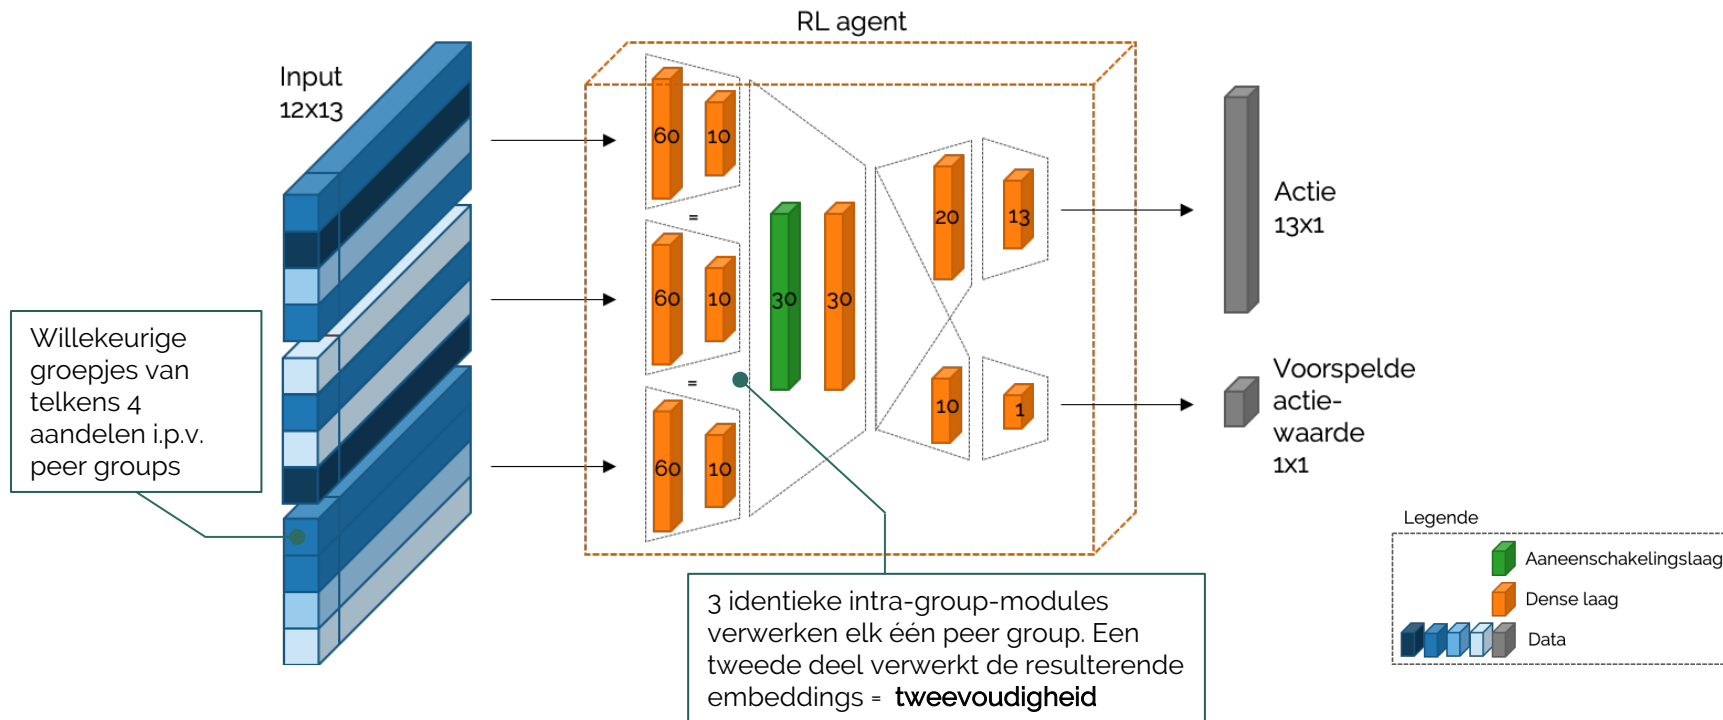 RL agent
Input
12x13
60
10
=
60
10
=
60
10
30
30
20
13
10
1
Actie
13x1
Voorspelde
actie-
waarde
1x1
Willekeurige
groepjes van
telkens 4
aandelen i.p.v.
peer groups
3 identieke intra-group-modules
verwerken elk één peer group. Een
tweede deel verwerkt de resulterende
embeddings = tweevoudigheid
Legende
Aaneenschakelingslaag
Dense laag
Data